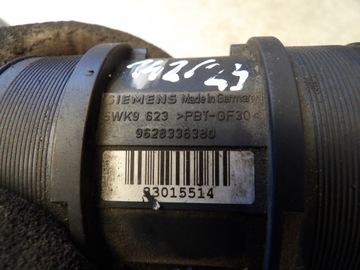 SIEMENS Made in Germany
5WK9 623 >PBT-GF30<
9628336380
83015514